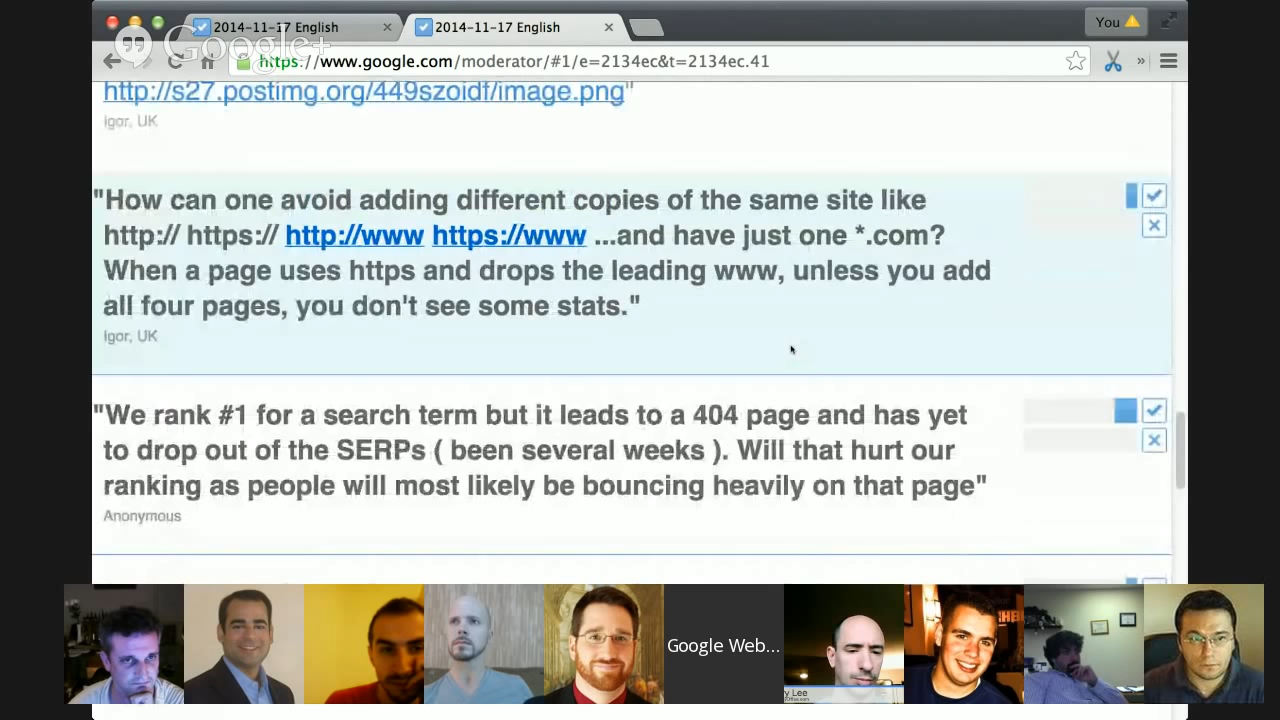 2014-11-17 English
2014-11-17 English
You
Google+
https://www.google.com/moderator/#1/e=2134ec&t=2134ec.41
»
http://s27.postimg.org/449szoidf/image.png"
Igor, UK
"How can one avoid adding different copies of the same site like
http:// https:// http://www https://www ...and have just one *.com?
When a page uses https and drops the leading www, unless you add
all four pages, you don't see some stats."
Igor, UK
"We rank #1 for a search term but it leads to a 404 page and has yet
to drop out of the SERPs ( been several weeks ). Will that hurt our
ranking as people will most likely be bouncing heavily on that page"
Anonymous
Google Web...
ry Lee